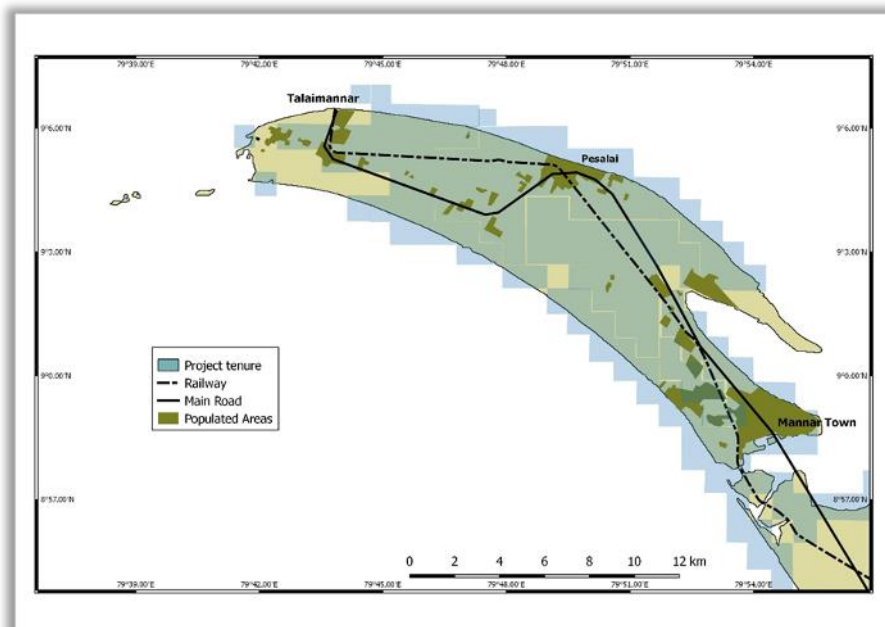 79°39.00'E 79°42.00'E 79°45.00'E 79°48.00'E 79°51.00'E 79°54.00'E
Talaimannar
9°6.00'N 9°6.00'N
Pesalai
9°3.00'N 9°3.00'N
Project tenure
Railway
Main Road
Populated Areas
9°0.00'N 9°0.00'N
Mannar Town
8°57.00'N 8°57.00'N
0 2 4 6 8 10 12 km
79°39.00'E 79°42.00'E 79°45.00'E 79°48.00'E 79°51.00'E 79°54.00'E